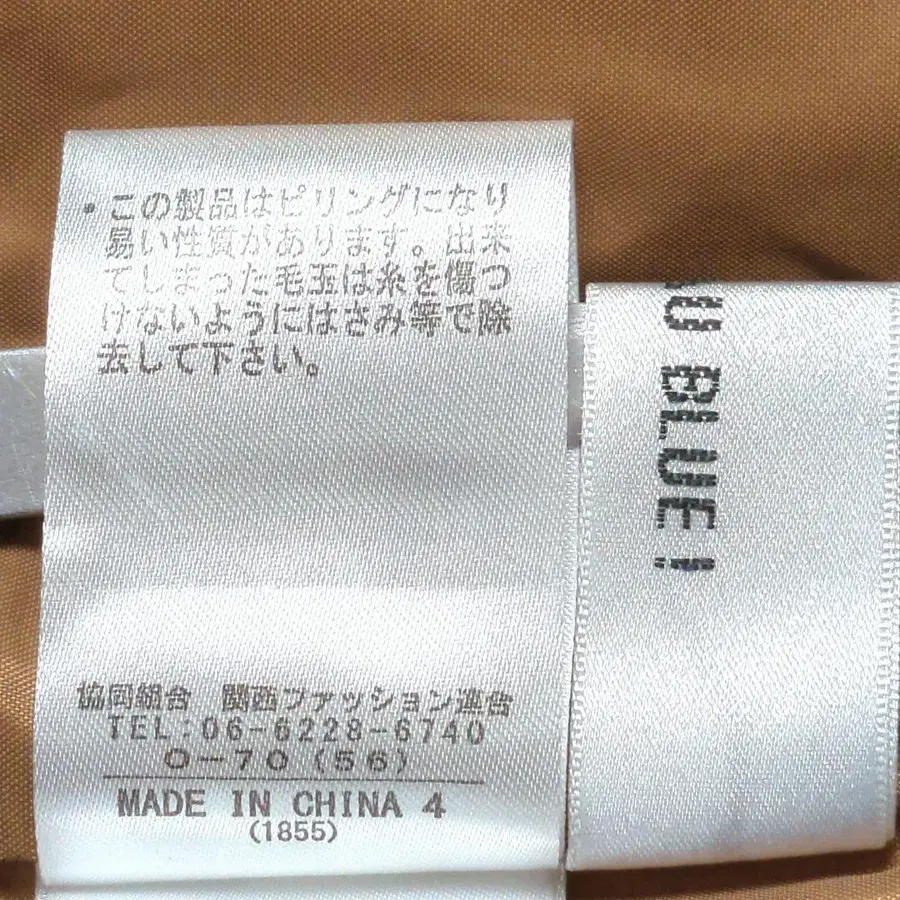 ・この製品はピリングになり
易い性質があります。出来
てしまった毛玉は糸を傷つ
けないようにはさみ等で除
去して下さい。
協同組合 関西ファッション連合
TEL:06-6228-6740
O-70(56)
MADE IN CHINA 4
(1855)
BLUE!